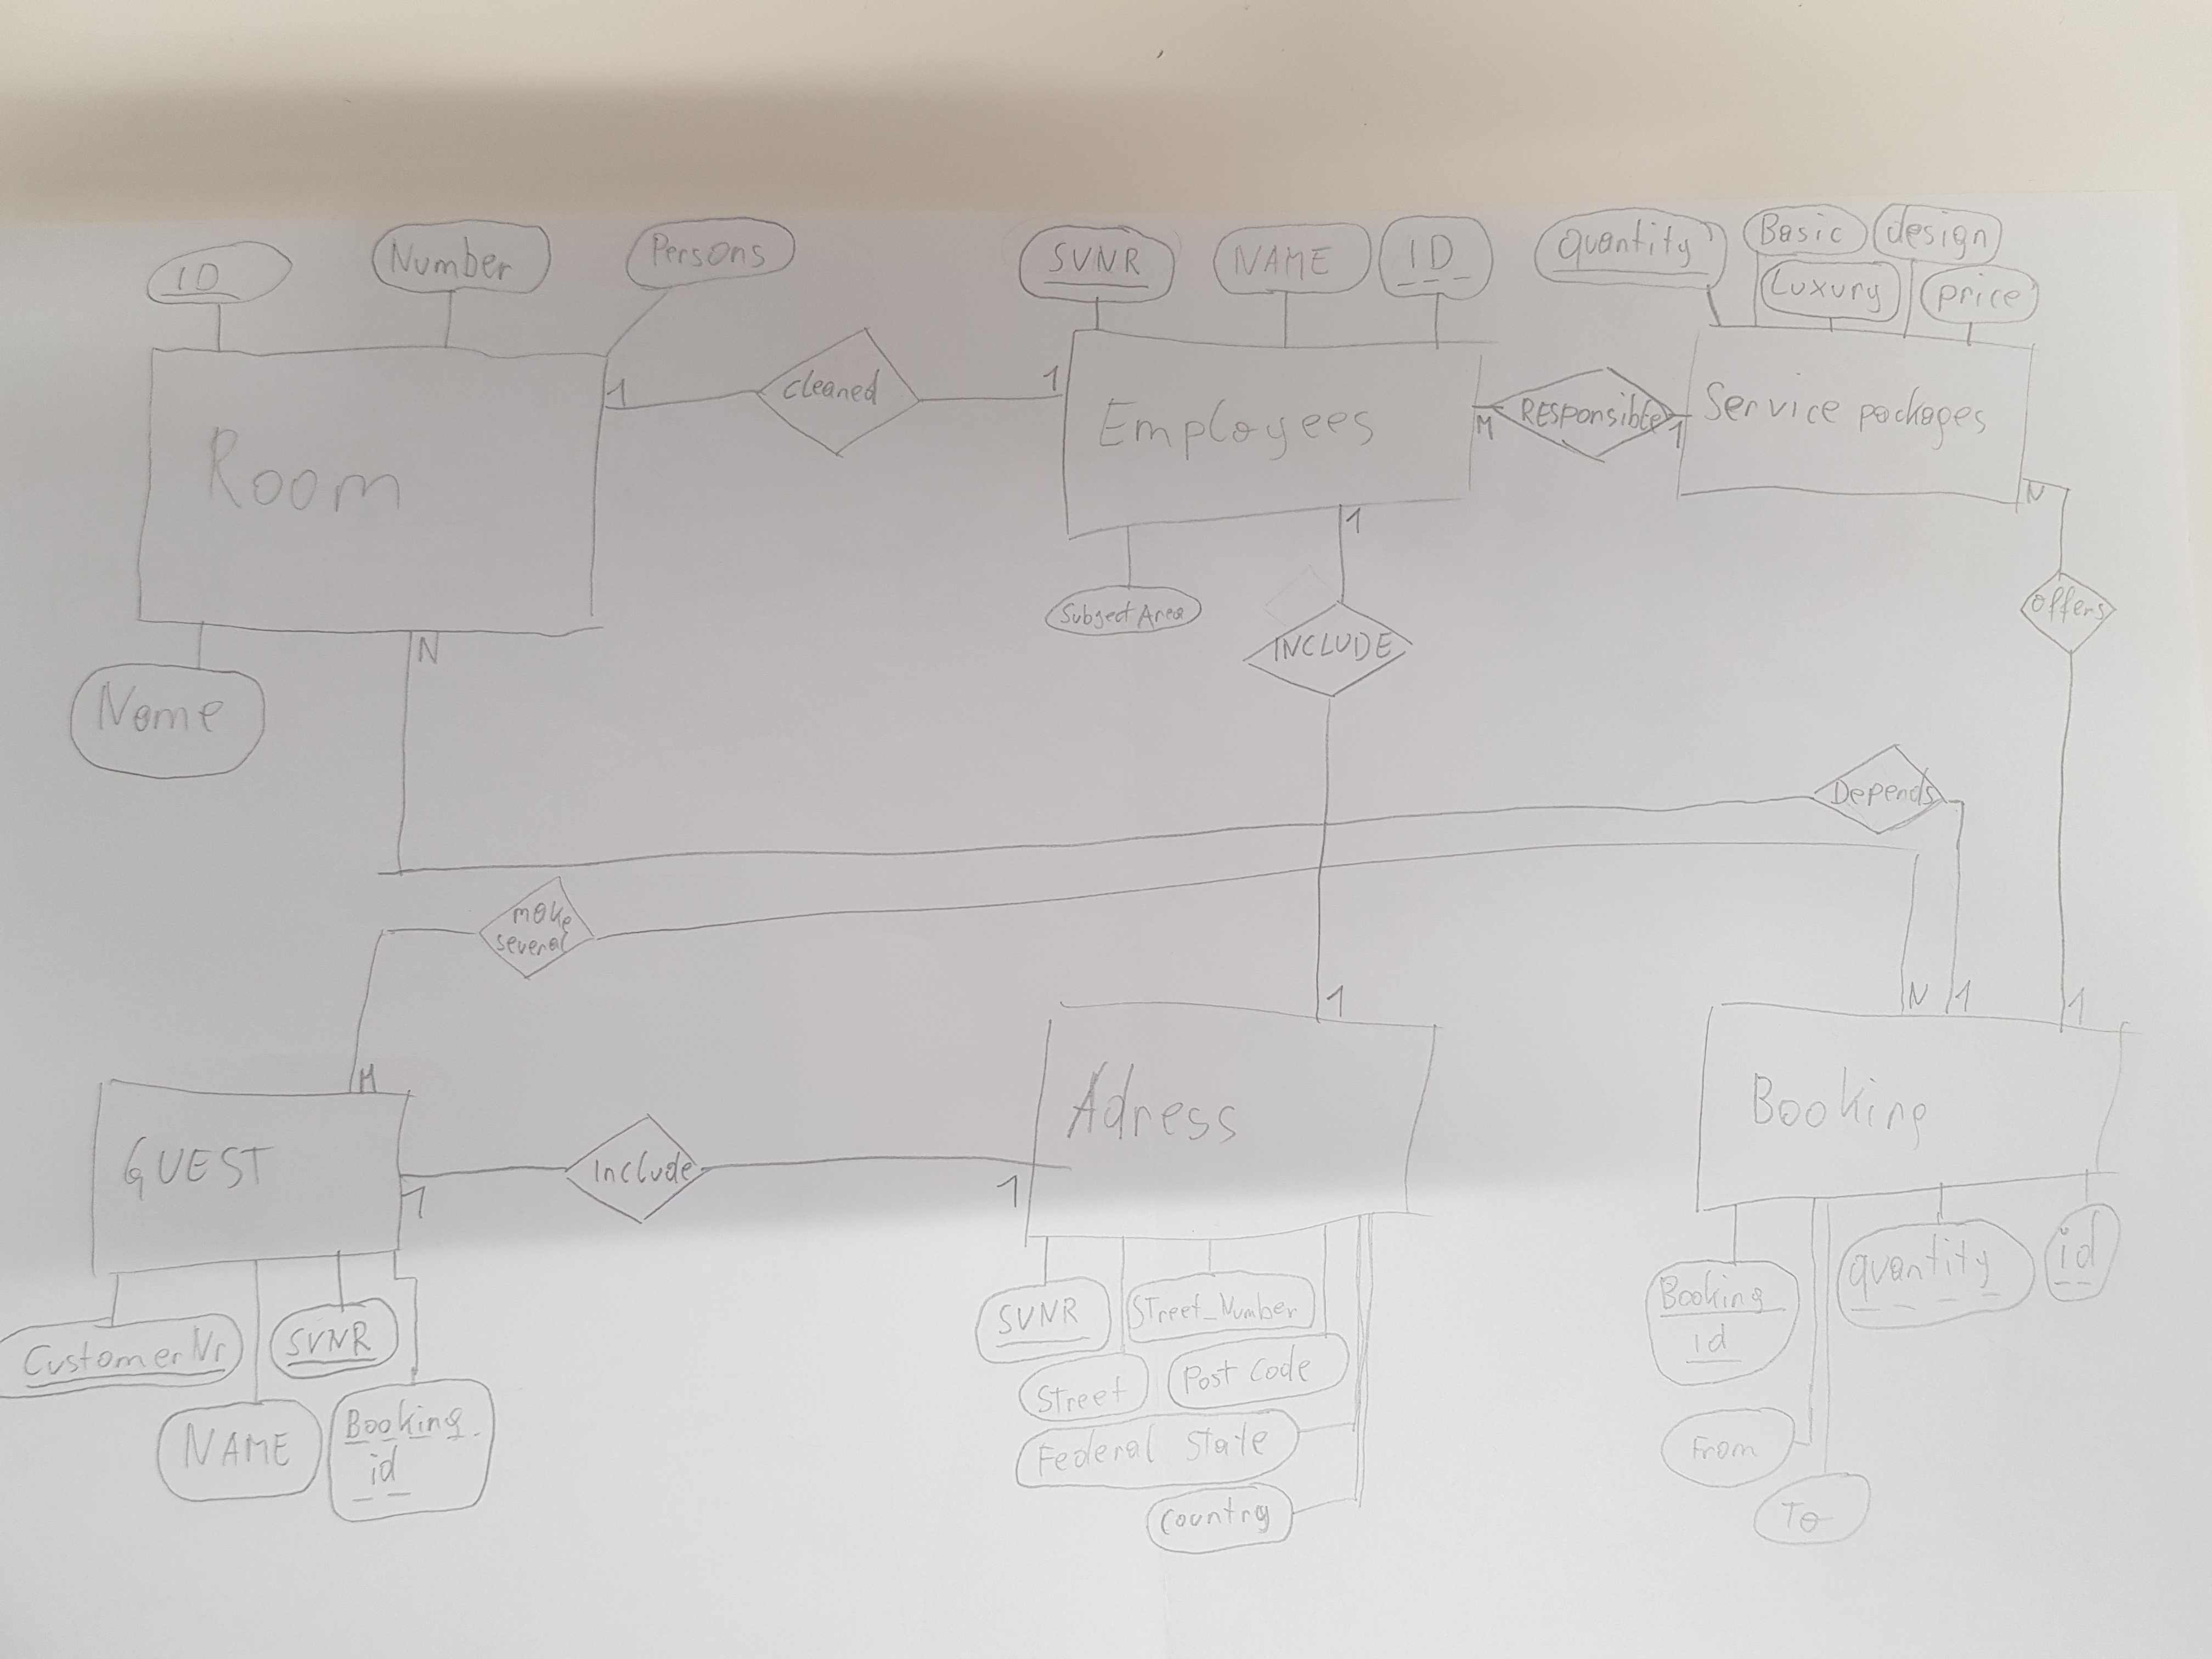 ID
Number
Persons
SVNR
NAME
ID
quantity
Basic
design
Luxury
price
Room
1
cleaned
1
Employees
M
RESponsible
1
Service packages
N
Name
N
Subject Area
1
INCLUDE
offers
Depends
make
several
M
N
1
1
1
GUEST
1
Include
1
Adress
Booking
CustomerNr
NAME
SVNR
Booking
id
SVNR
STreet_Number
Street
Post Code
Federal State
Country
Booking
id
quantity
id
From
To